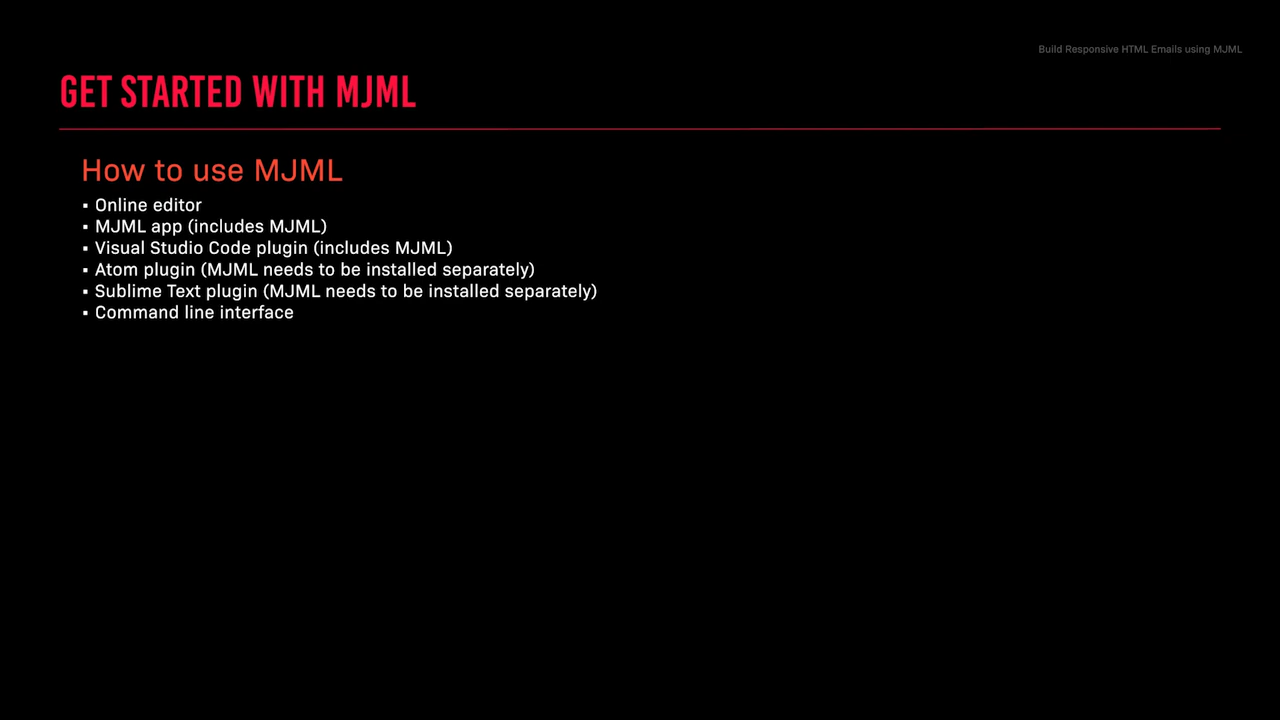 Build Responsive HTML Emails using MJML
GET STARTED WITH MJML
How to use MJML
▪ Online editor
▪ MJML app (includes MJML)
▪ Visual Studio Code plugin (includes MJML)
▪ Atom plugin (MJML needs to be installed separately)
▪ Sublime Text plugin (MJML needs to be installed separately)
▪ Command line interface